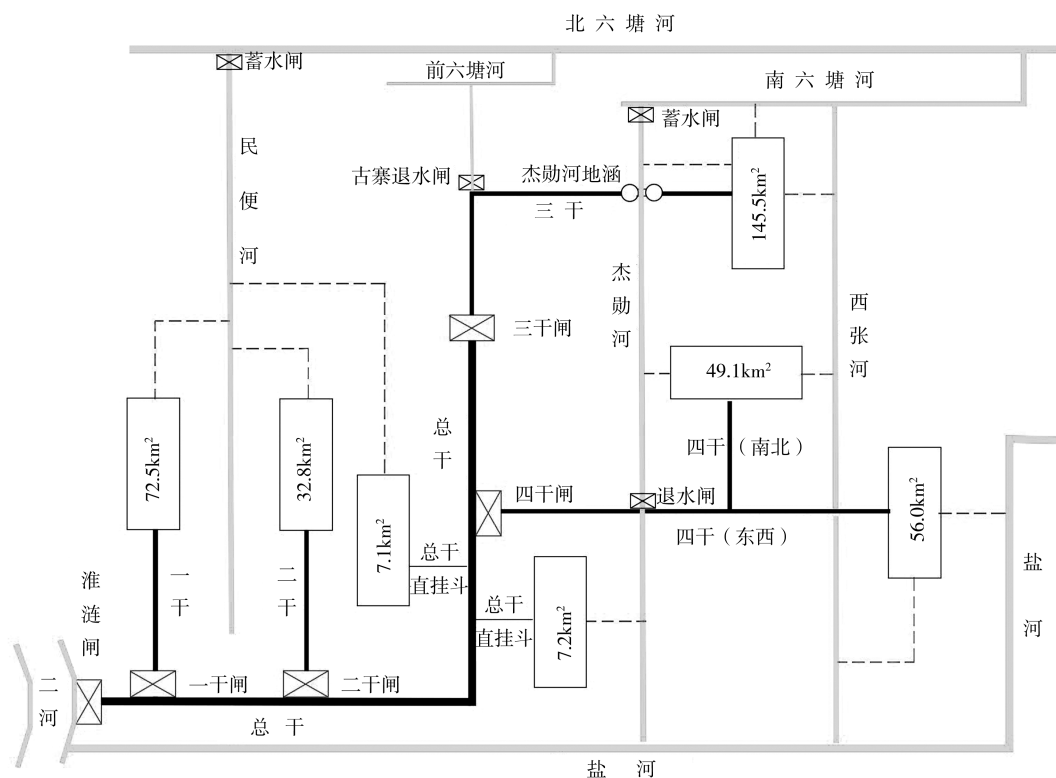 北六塘河
蓄水闸
前六塘河
南六塘河
蓄水闸
民便河
古寨退水闸
杰勋河地涵
三干
145.5km²
杰勋河
西张河
三干闸
49.1km²
总干
四干（南北）
72.5km²
32.8km²
7.1km²
四干闸
退水闸
四干（东西）
56.0km²
总干
直挂斗
总干
直挂斗
7.2km²
盐河
淮涟闸
一干
二干
一干闸
二干闸
二河
总干
盐河